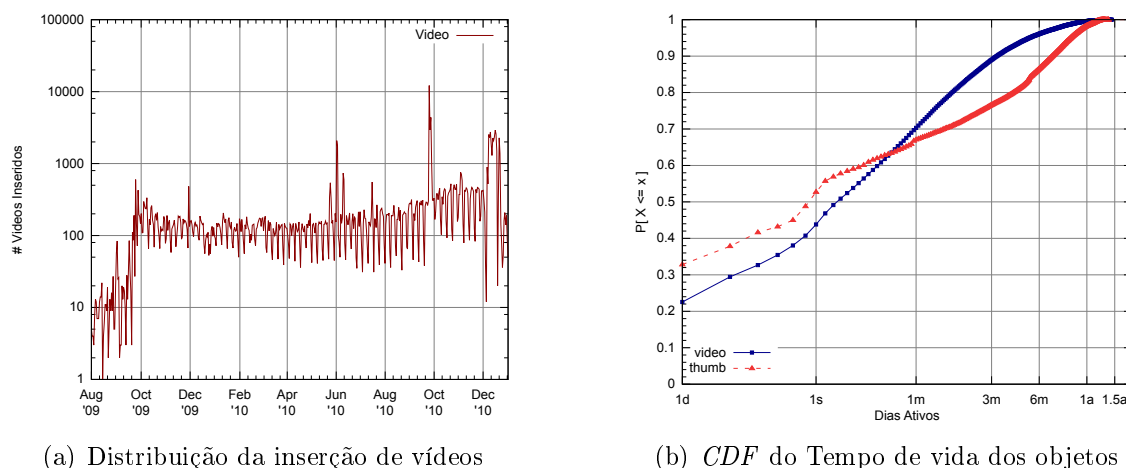 100000
10000
1000
100
10
1
# Videos Inseridos
Video
Aug '09
Oct '09
Dec '09
Feb '10
Apr '10
Jun '10
Aug '10
Oct '10
Dec '10
(a) Distribuição da inserção de vídeos
1
0.9
0.8
0.7
0.6
0.5
0.4
0.3
0.2
0.1
0
P[ X <= x ]
video
thumb
1d
1s
1m
3m
6m
1a
1.5a
Dias Ativos
(b) CDF do Tempo de vida dos objetos